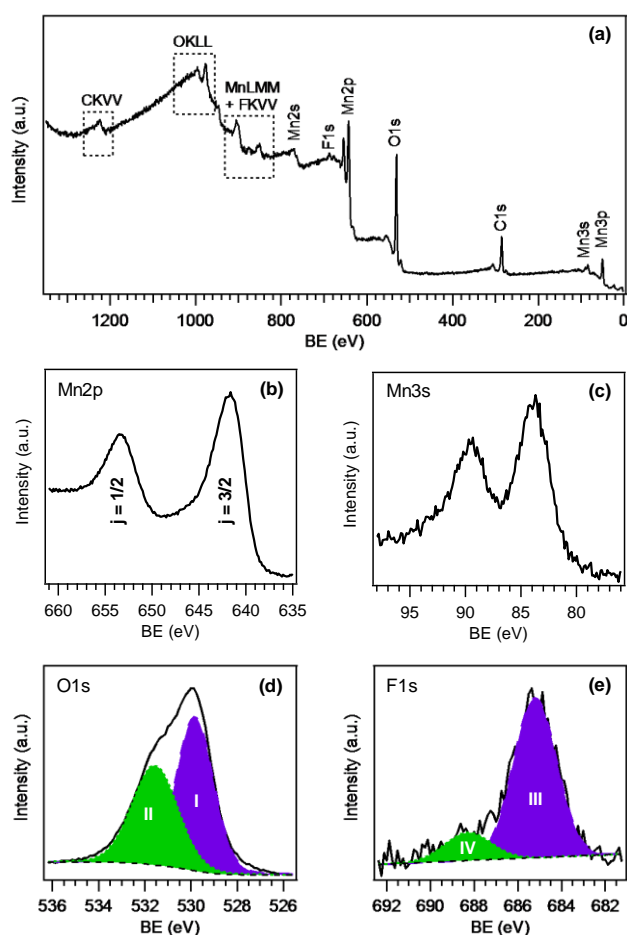 (a)
OKLL
CKVV
MnLMM
+ FKVV
Mn2s
F1s
Mn2p
O1s
C1s
Mn3s
Mn3p
Intensity (a.u.)
1200 1000 800 600 400 200 0
BE (eV)
Mn2p (b)
Intensity (a.u.)
j = 1/2
j = 3/2
660 655 650 645 640 635
BE (eV)
Mn3s (c)
Intensity (a.u.)
95 90 85 80
BE (eV)
O1s (d)
Intensity (a.u.)
II
I
536 534 532 530 528 526
BE (eV)
F1s (e)
Intensity (a.u.)
III
IV
692 690 688 686 684 682
BE (eV)